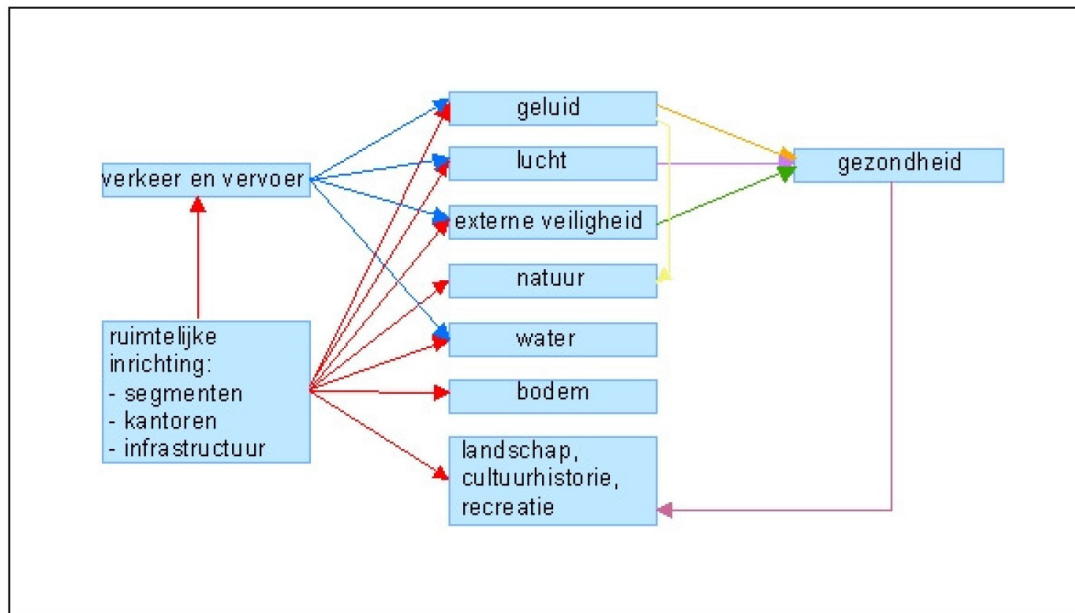 geluid
lucht
verkeer en vervoer
gezondheid
externe veiligheid
natuur
ruimtelijke
inrichting:
- segmenten
- kantoren
- infrastructuur
water
bodem
landschap,
cultuurhistorie,
recreatie